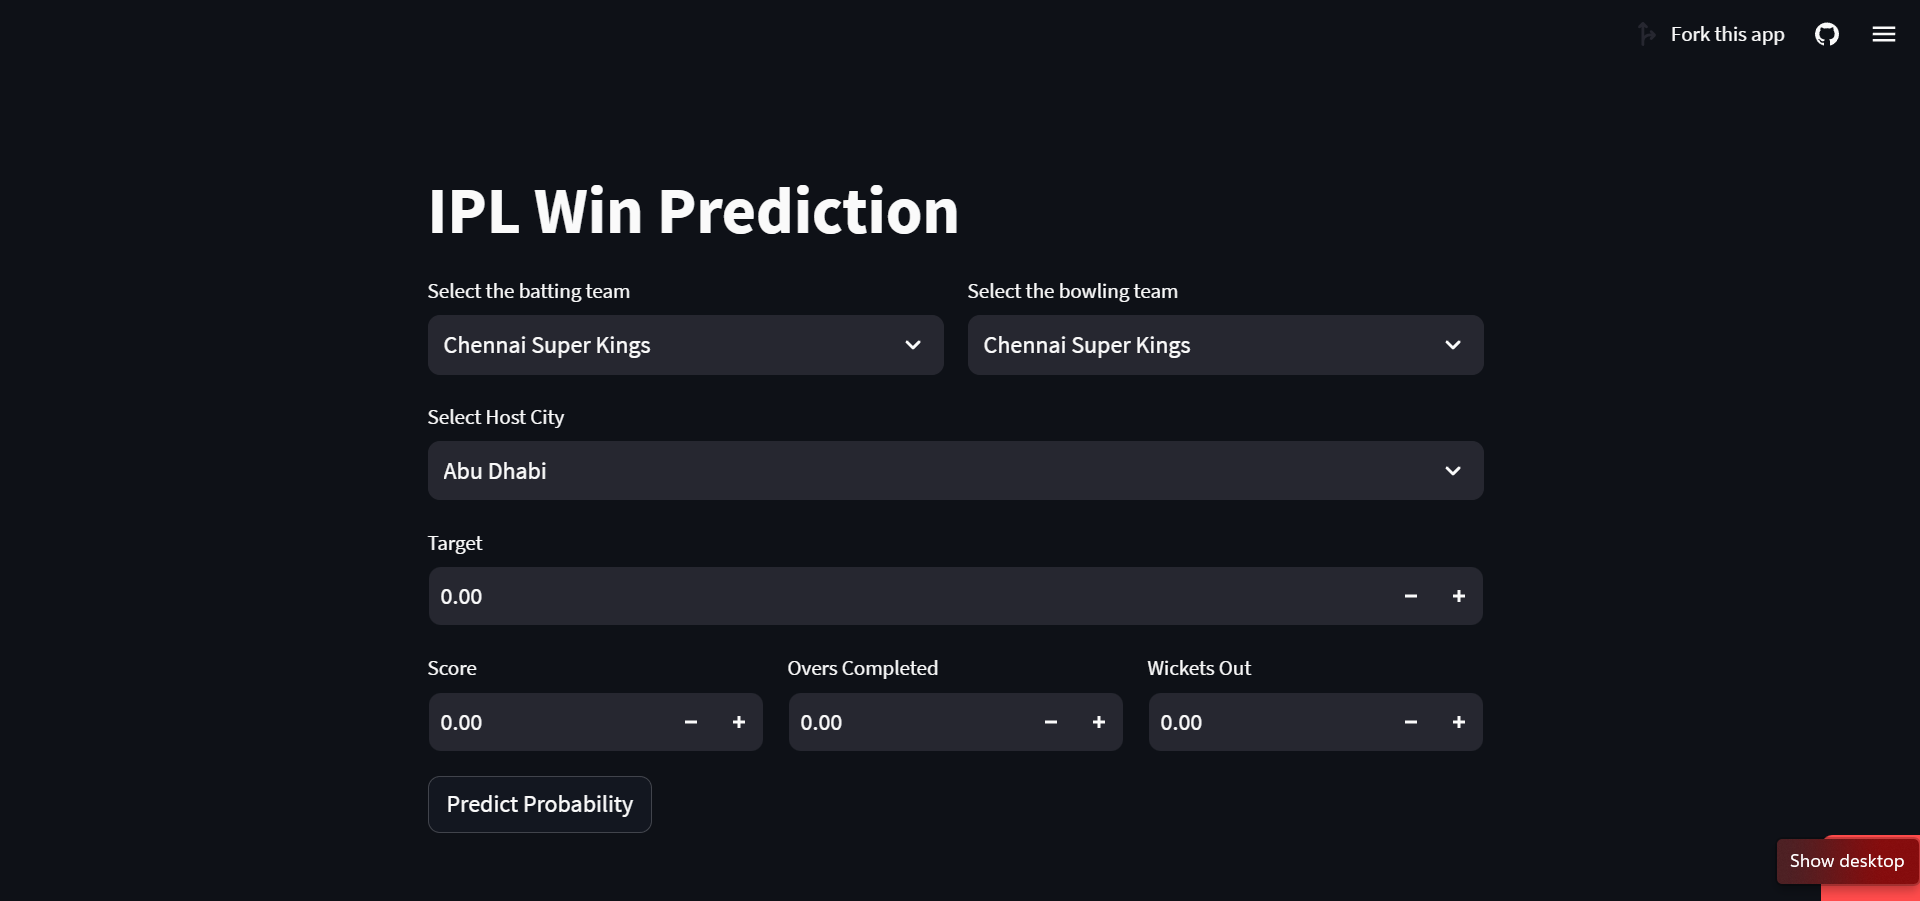 Fork this app
IPL Win Prediction
Select the batting team
Select the bowling team
Chennai Super Kings
Chennai Super Kings
Select Host City
Abu Dhabi
Target
0.00
Score
Overs Completed
Wickets Out
0.00
0.00
0.00
Predict Probability
Show desktop